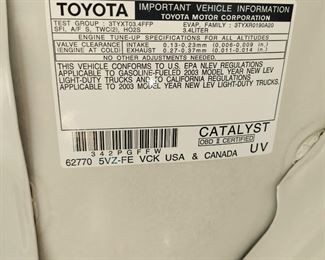 TOYOTA IMPORTANT VEHICLE INFORMATION
TOYOTA MOTOR CORPORATION
TEST GROUP : 3TYXT03.4FFP EVAP. FAMILY : 3TYXR0190A20
SFI, A/F S, TWC(2), HO2S 3.4LITER
ENGINE TUNE-UP SPECIFICATIONS FOR ALL ALTITUDES
VALVE CLEARANCE INTAKE 0.13-0.23mm (0.006-0.009 in.)
(ENGINE AT COLD) EXHAUST 0.27-0.37mm (0.011-0.014 in.)
NO OTHER ADJUSTMENTS NEEDED.
THIS VEHICLE CONFORMS TO U.S. EPA NLEV REGULATIONS
APPLICABLE TO GASOLINE-FUELED 2003 MODEL YEAR NEW LEV
LIGHT-DUTY TRUCKS AND TO CALIFORNIA REGULATIONS
APPLICABLE TO 2003 MODEL YEAR NEW LEV LIGHT-DUTY TRUCKS.
CATALYST
OBD II CERTIFIED
342PGFFW
62770 5VZ-FE VCK USA & CANADA UV